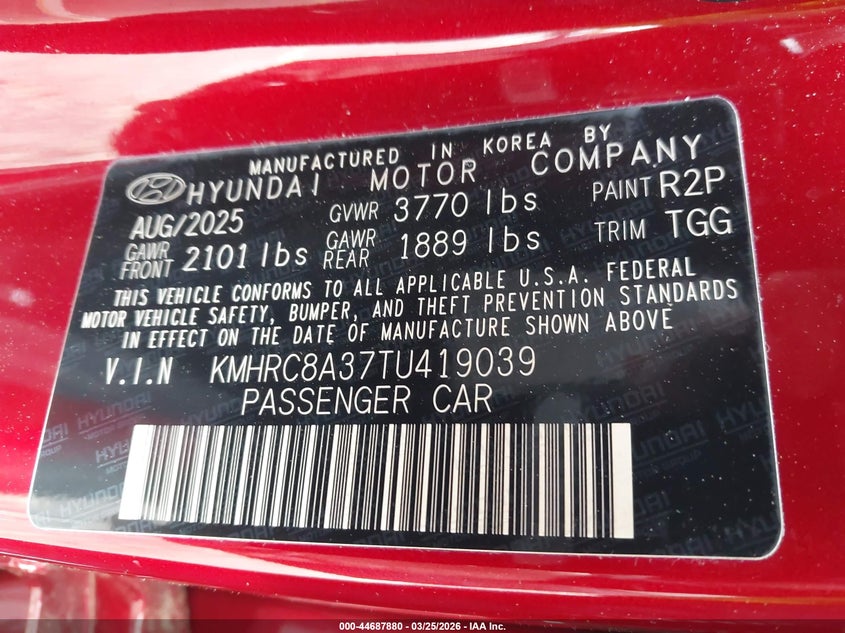 MANUFACTURED IN KOREA BY
HYUNDAI MOTOR COMPANY
AUG/2025 GVWR 3770 lbs PAINT R2P
GAWR FRONT 2101 lbs GAWR REAR 1889 lbs TRIM TGG
THIS VEHICLE CONFORMS TO ALL APPLICABLE U.S.A. FEDERAL
MOTOR VEHICLE SAFETY, BUMPER, AND THEFT PREVENTION STANDARDS
IN EFFECT ON THE DATE OF MANUFACTURE SHOWN ABOVE
V.I.N KMHRC8A37TU419039
PASSENGER CAR
000-44687880 - 03/25/2026 - IAA Inc.